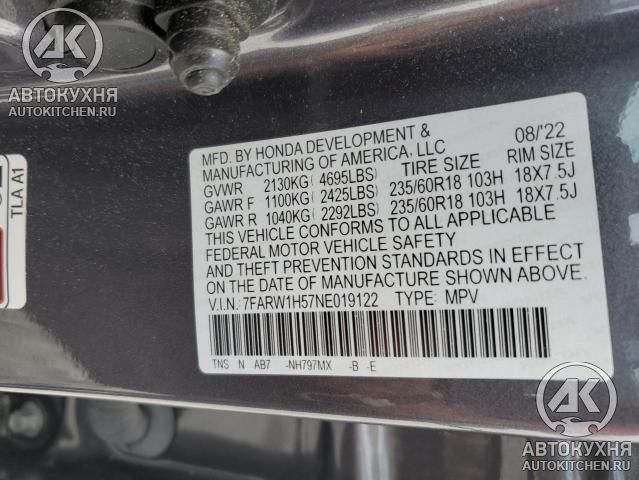 AK
АВТОКУХНЯ
AUTOKITCHEN.RU
TLA A1
MFD. BY HONDA DEVELOPMENT & 08/'22
MANUFACTURING OF AMERICA, LLC
GVWR 2130KG( 4695LBS) TIRE SIZE RIM SIZE
GAWR F 1100KG( 2425LBS) 235/60R18 103H 18X7.5J
GAWR R 1040KG( 2292LBS) 235/60R18 103H 18X7.5J
THIS VEHICLE CONFORMS TO ALL APPLICABLE
FEDERAL MOTOR VEHICLE SAFETY
AND THEFT PREVENTION STANDARDS IN EFFECT
ON THE DATE OF MANUFACTURE SHOWN ABOVE.
V.I.N.: 7FARW1H57NE019122 TYPE: MPV
TNS N AB7 -NH797MX -B -E
AK
АВТОКУХНЯ
AUTOKITCHEN.RU